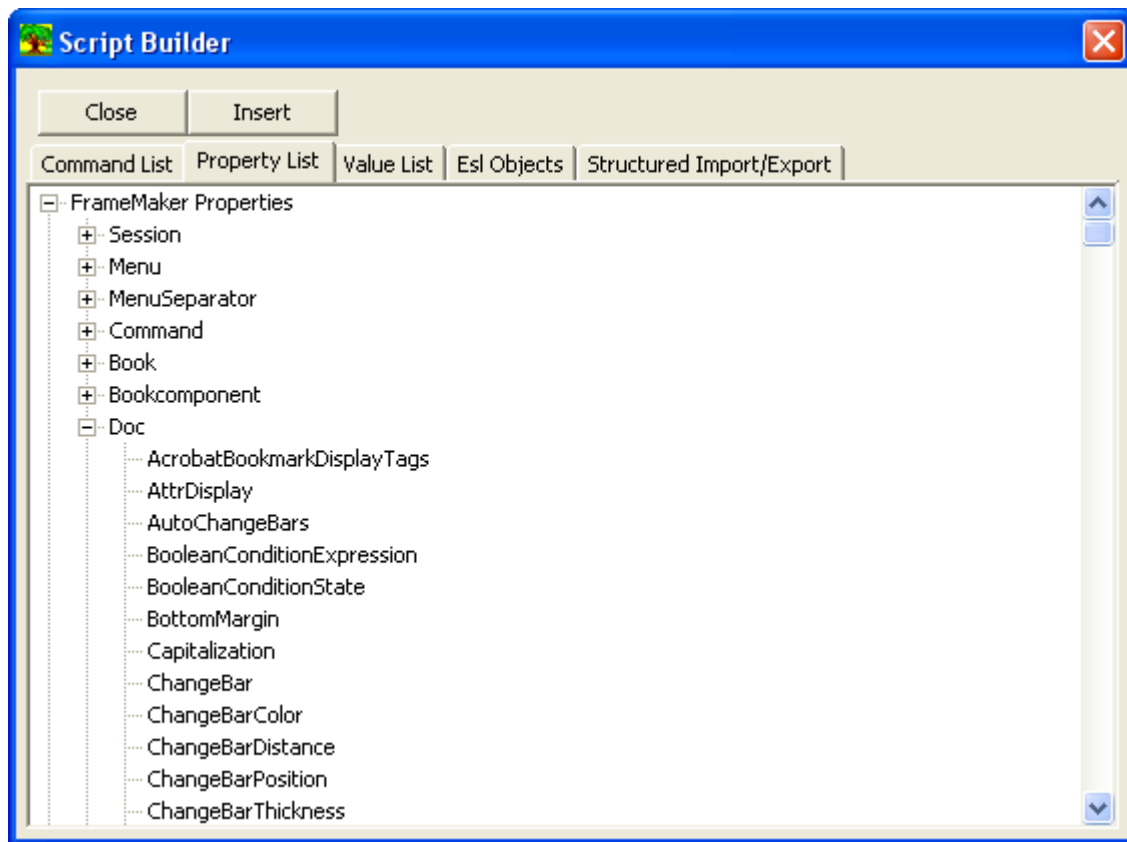 Script Builder
Close Insert
Command List Property List Value List Esl Objects Structured Import/Export
FrameMaker Properties
Session
Menu
MenuSeparator
Command
Book
Bookcomponent
Doc
AcrobatBookmarkDisplayTags
AttrDisplay
AutoChangeBars
BooleanConditionExpression
BooleanConditionState
BottomMargin
Capitalization
ChangeBar
ChangeBarColor
ChangeBarDistance
ChangeBarPosition
ChangeBarThickness